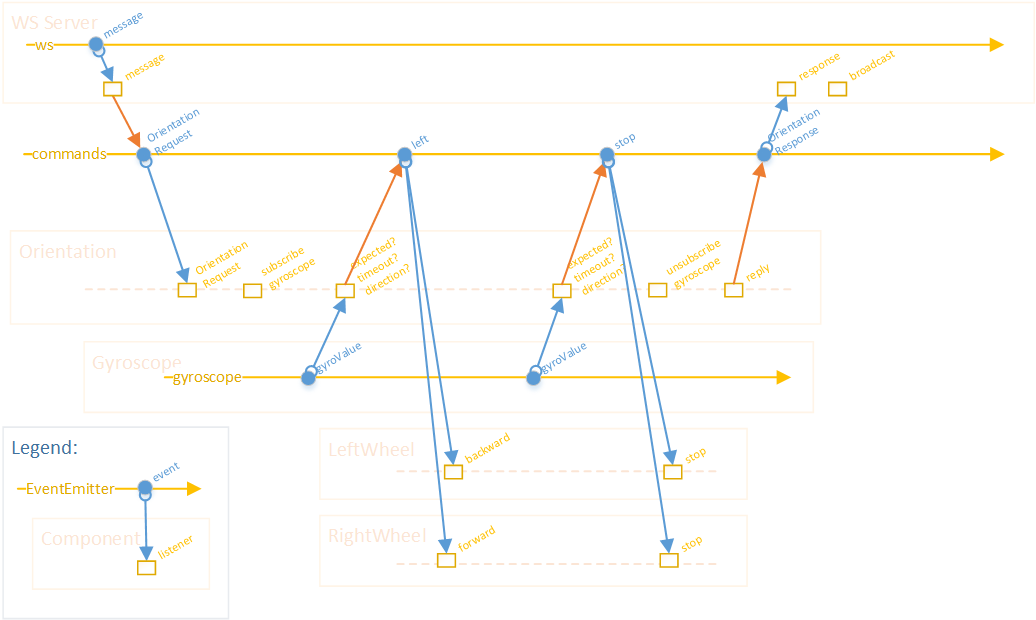 WS Server
message
ws
message
response
broadcast
Orientation
Request
left
stop
Orientation
Response
commands
Orientation
Orientation
Request
subscribe
gyroscope
expected?
timeout?
direction?
expected?
timeout?
direction?
unsubscribe
gyroscope
reply
Gyroscope
gyroValue
gyroValue
gyroscope
Legend:
event
EventEmitter
Component
listener
LeftWheel
backward
stop
RightWheel
forward
stop